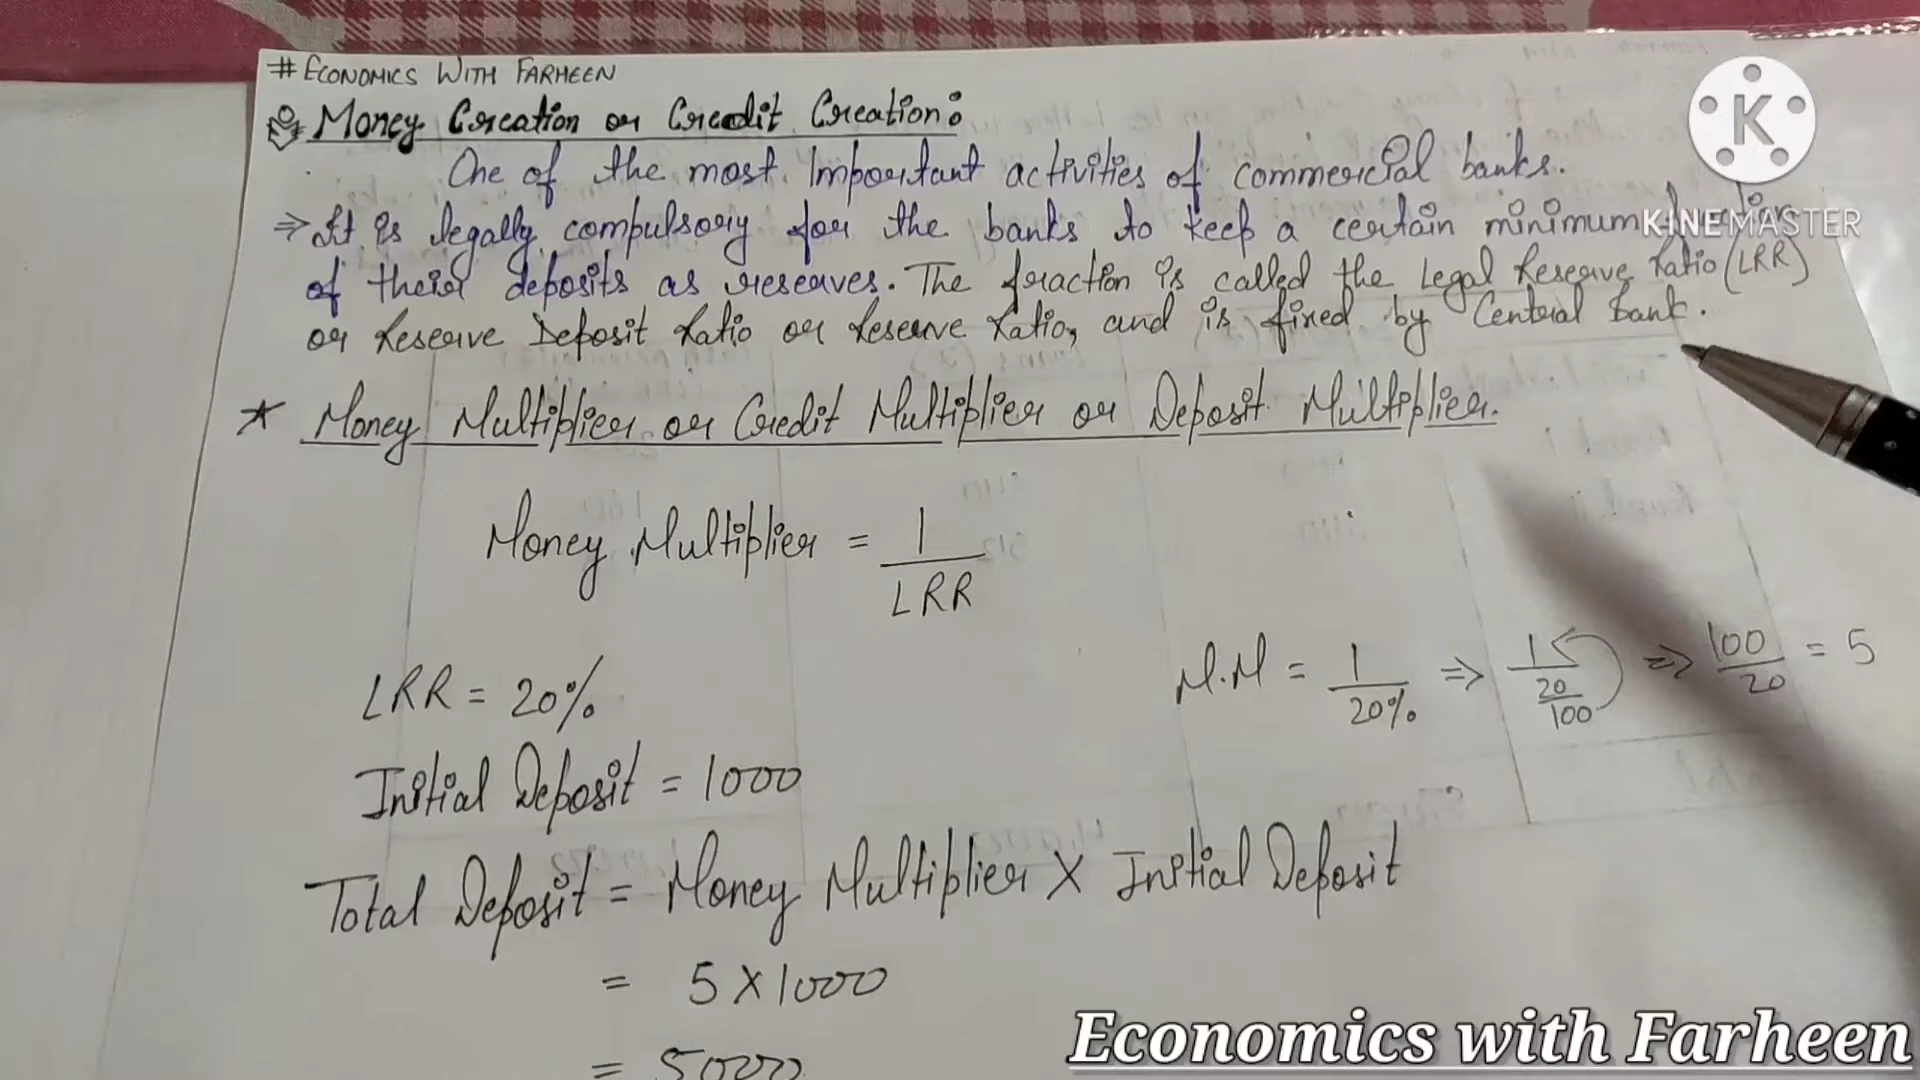 # ECONOMICS WITH FARHEEN
Money Creation or Credit Creation:
One of the most Important activities of commercial banks.
⇒ It is legally compulsory for the banks to keep a certain minimum fraction
of their deposits as reserves. The fraction is called the Legal Reserve Ratio (LRR)
or Reserve Deposit Ratio or Reserve Ratio, and is fixed by Central Bank.
* Money Multiplier or Credit Multiplier or Deposit Multiplier.
Money Multiplier = 1/LRR
LRR = 20%
M.M = 1/20% ⇒ 1/(20/100) ⇒ 100/20 = 5
Initial Deposit = 1000
Total Deposit = Money Multiplier X Initial Deposit
= 5 X 1000
= 5000
K
KINEMASTER
Economics with Farheen